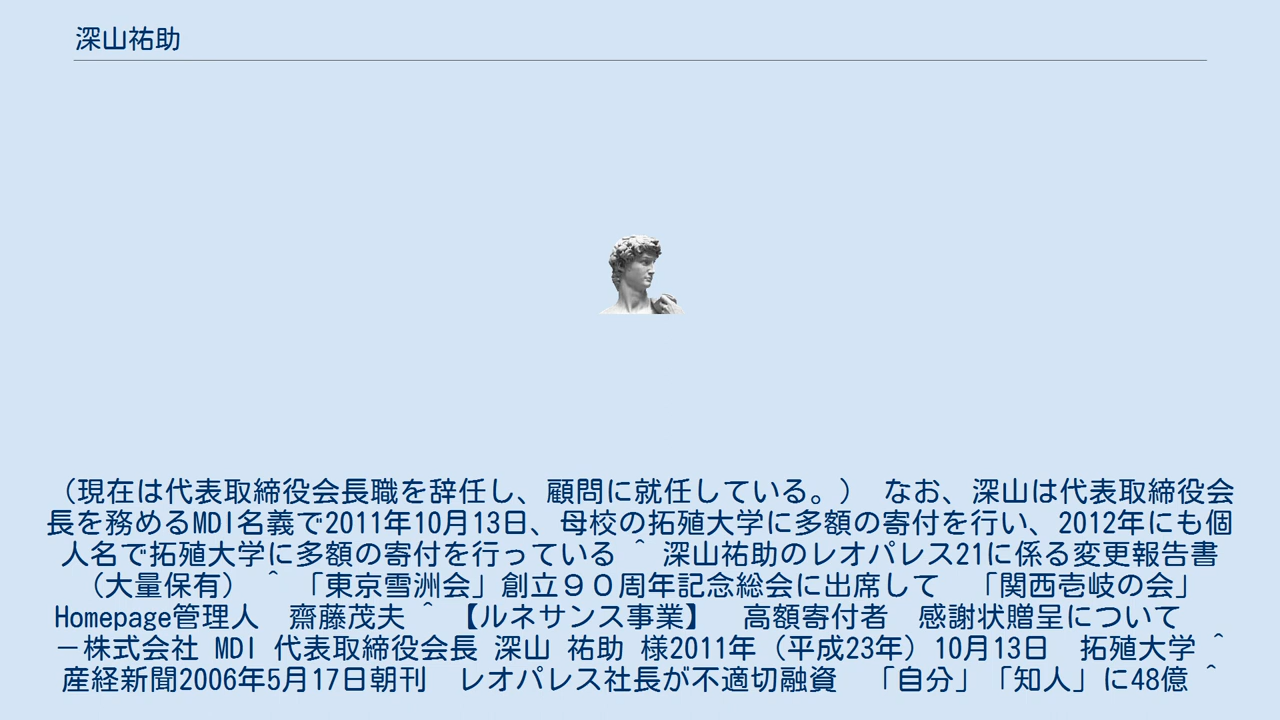 深山祐助
（現在は代表取締役会長職を辞任し、顧問に就任している。）　なお、深山は代表取締役会
長を務めるMDI名義で2011年10月13日、母校の拓殖大学に多額の寄付を行い、2012年にも個
人名で拓殖大学に多額の寄付を行っている ^ 深山祐助のレオパレス21に係る変更報告書
（大量保有） ^ 「東京雪洲会」創立９０周年記念総会に出席して　「関西壱岐の会」
Homepage管理人　齋藤茂夫 ^ 【ルネサンス事業】　高額寄付者　感謝状贈呈について
－株式会社 MDI 代表取締役会長 深山 祐助 様2011年（平成23年）10月13日　拓殖大学 ^
産経新聞2006年5月17日朝刊　レオパレス社長が不適切融資　「自分」「知人」に48億 ^